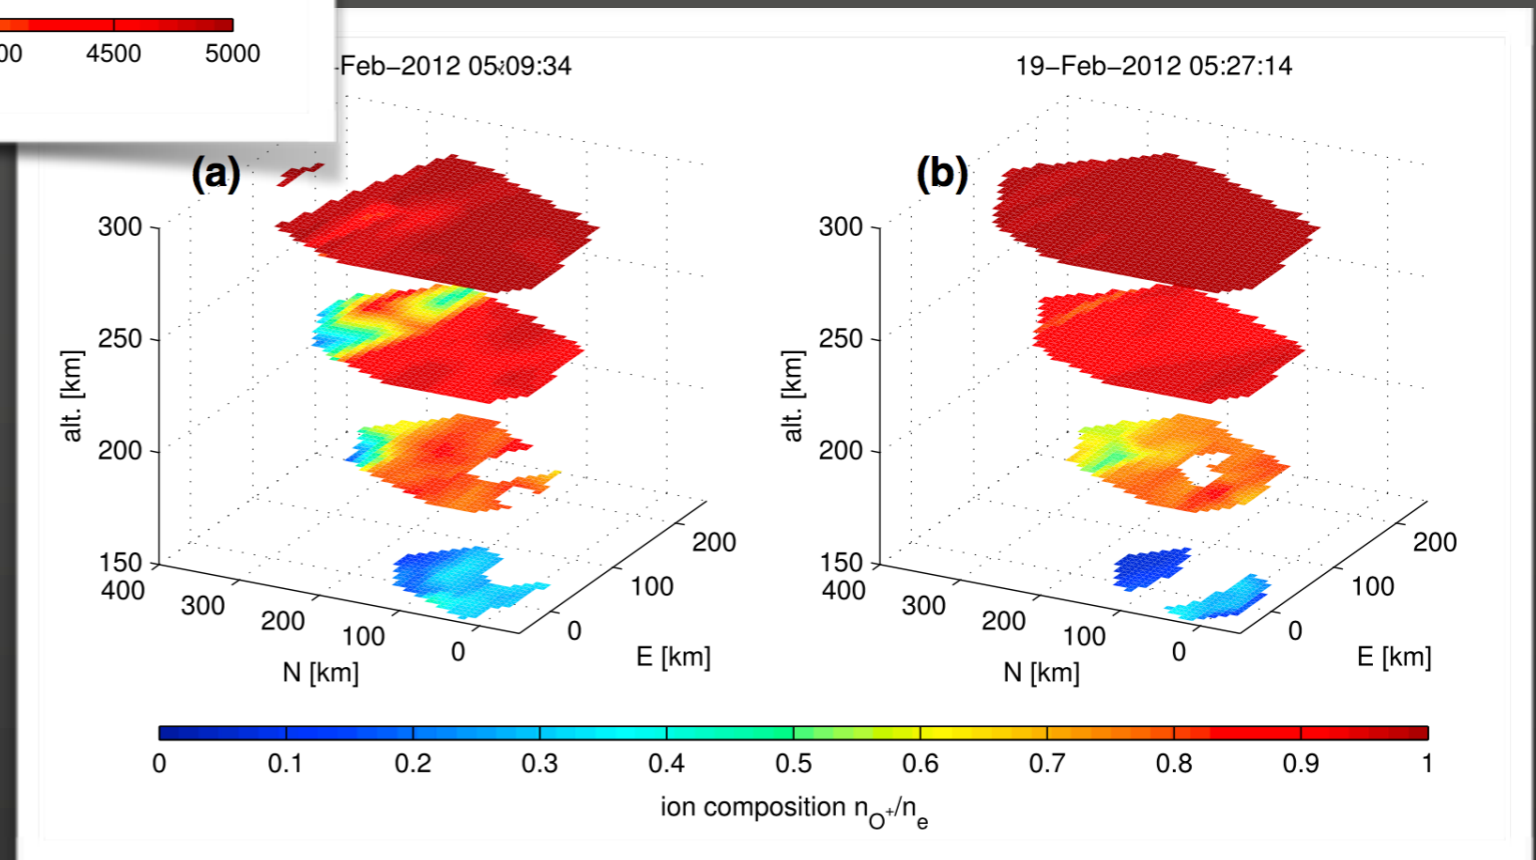 00 4500 5000
–Feb–2012 05:09:34
19–Feb–2012 05:27:14
(a)
(b)
300
250
200
150
alt. [km]
400 300 200 100 0
N [km]
0 100 200
E [km]
300
250
200
150
alt. [km]
400 300 200 100 0
N [km]
0 100 200
E [km]
0 0.1 0.2 0.3 0.4 0.5 0.6 0.7 0.8 0.9 1
ion composition n_O+/n_e